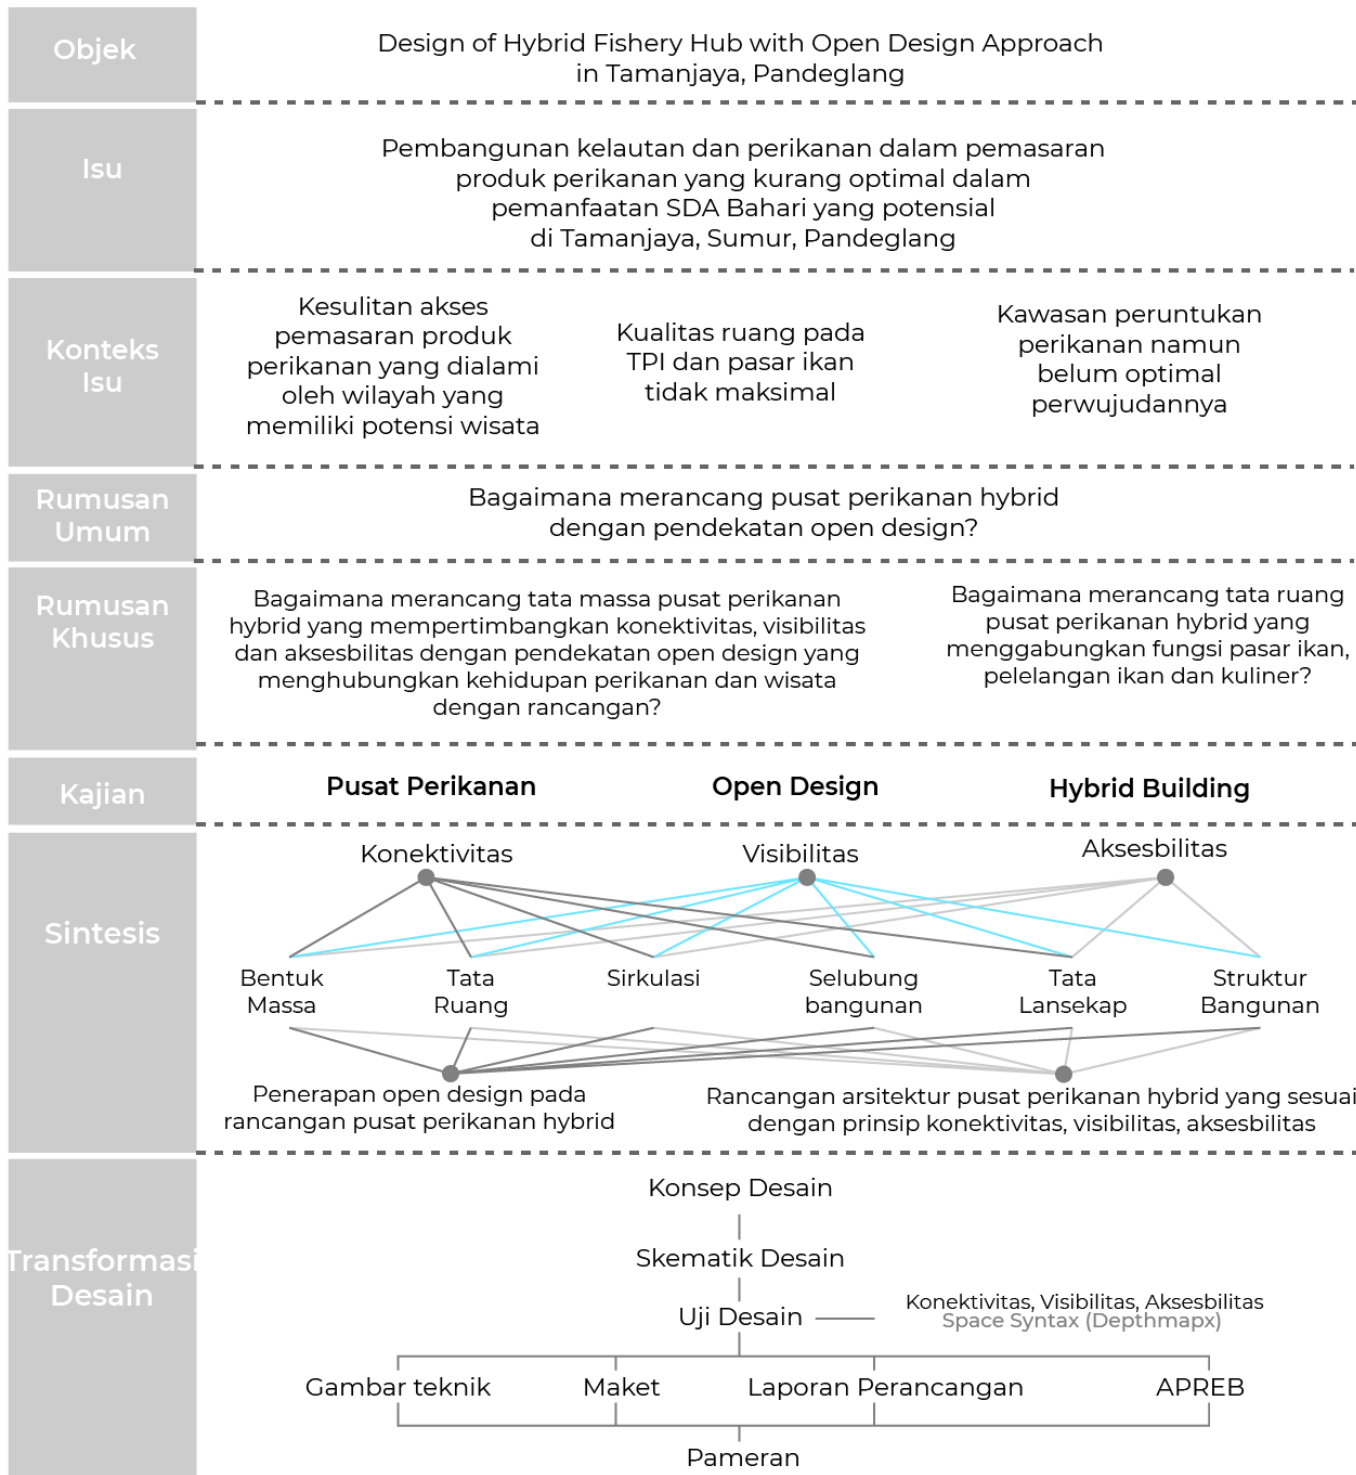 Objek
Design of Hybrid Fishery Hub with Open Design Approach
in Tamanjaya, Pandeglang
Isu
Pembangunan kelautan dan perikanan dalam pemasaran
produk perikanan yang kurang optimal dalam
pemanfaatan SDA Bahari yang potensial
di Tamanjaya, Sumur, Pandeglang
Konteks
Isu
Kesulitan akses
pemasaran produk
perikanan yang dialami
oleh wilayah yang
memiliki potensi wisata
Kualitas ruang pada
TPI dan pasar ikan
tidak maksimal
Kawasan peruntukan
perikanan namun
belum optimal
perwujudannya
Rumusan
Umum
Bagaimana merancang pusat perikanan hybrid
dengan pendekatan open design?
Rumusan
Khusus
Bagaimana merancang tata massa pusat perikanan
hybrid yang mempertimbangkan konektivitas, visibilitas
dan aksesbilitas dengan pendekatan open design yang
menghubungkan kehidupan perikanan dan wisata
dengan rancangan?
Bagaimana merancang tata ruang
pusat perikanan hybrid yang
menggabungkan fungsi pasar ikan,
pelelangan ikan dan kuliner?
Kajian
Pusat Perikanan
Open Design
Hybrid Building
Sintesis
Konektivitas
Visibilitas
Aksesbilitas
Bentuk
Massa
Tata
Ruang
Sirkulasi
Selubung
bangunan
Tata
Lansekap
Struktur
Bangunan
Penerapan open design pada
rancangan pusat perikanan hybrid
Rancangan arsitektur pusat perikanan hybrid yang sesuai
dengan prinsip konektivitas, visibilitas, aksesbilitas
Transformasi
Desain
Konsep Desain
Skematik Desain
Uji Desain
Konektivitas, Visibilitas, Aksesbilitas
Space Syntax (Depthmapx)
Gambar teknik
Maket
Laporan Perancangan
APREB
Pameran